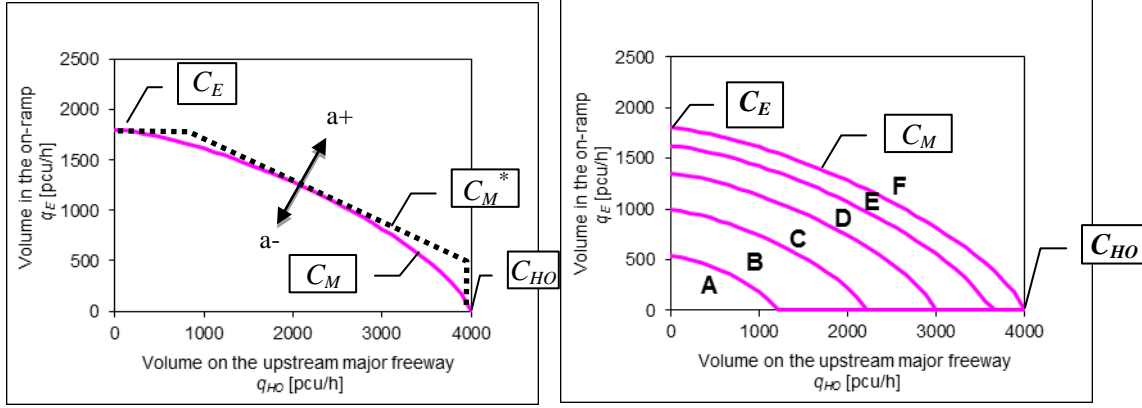 2500
2000
1500
1000
500
0
0 1000 2000 3000 4000
Volume in the on-ramp
q_E [pcu/h]
Volume on the upstream major freeway
q_HO [pcu/h]
C_E
a+
a-
C_M*
C_M
C_HO
2500
2000
1500
1000
500
0
0 1000 2000 3000 4000
Volume in the on-ramp
q_E [pcu/h]
Volume on the upstream major freeway
q_HO [pcu/h]
C_E
C_M
F
E
D
C
B
A
C_HO